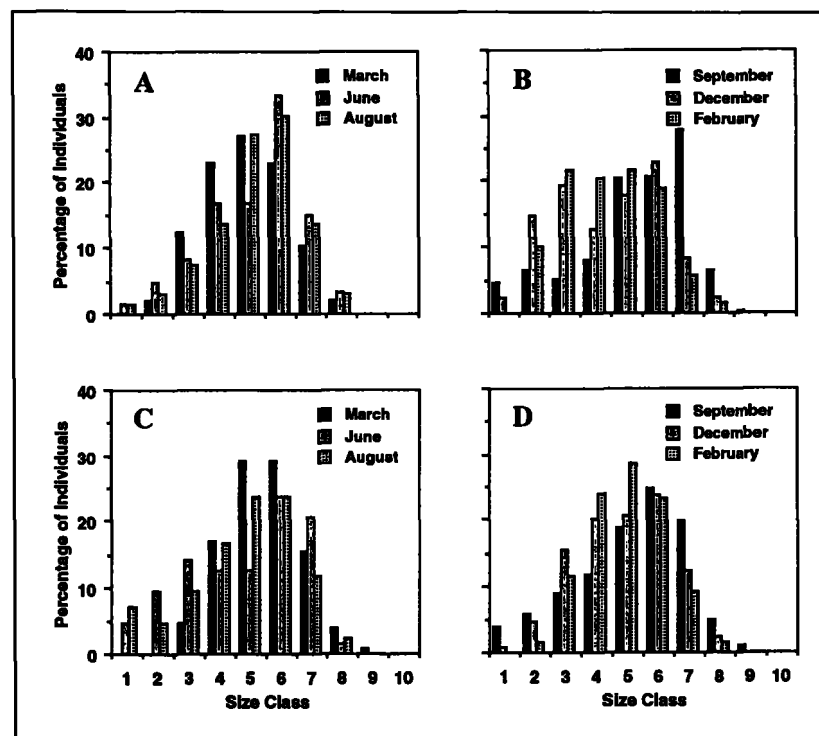 A
March
June
August
40
30
20
10
0
Percentage of Individuals
B
September
December
February
C
March
June
August
40
30
20
10
0
Percentage of Individuals
1 2 3 4 5 6 7 8 9 10
Size Class
D
September
December
February
1 2 3 4 5 6 7 8 9 10
Size Class